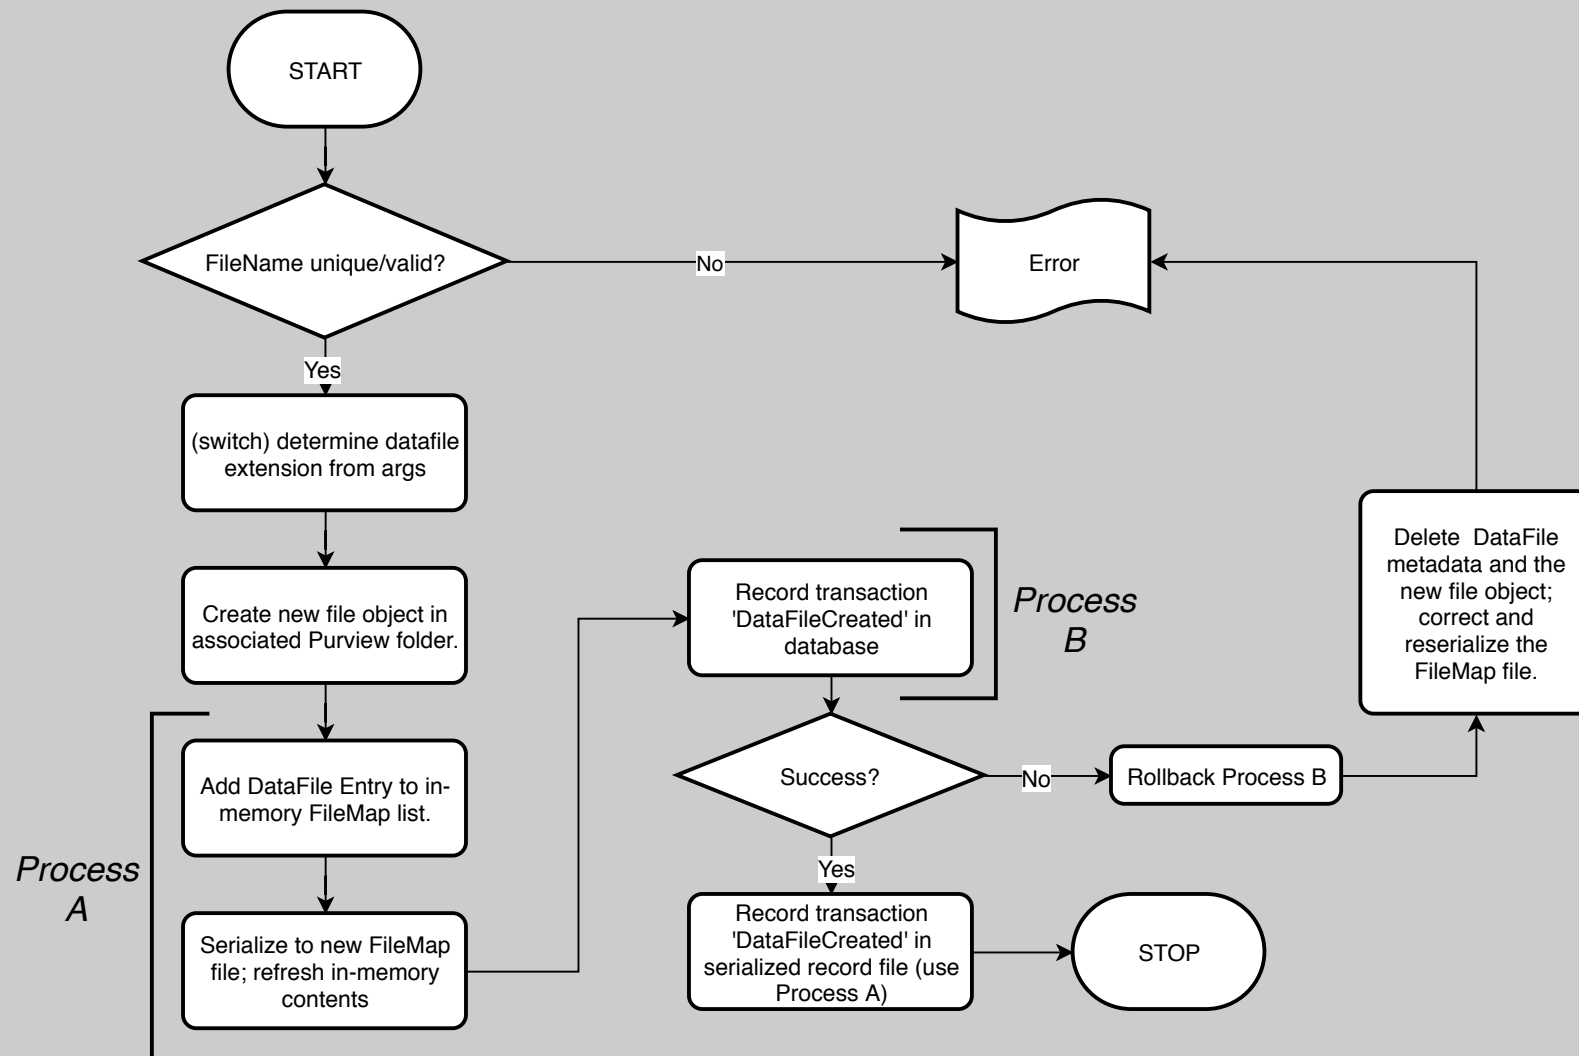 START
FileName unique/valid?
No
Error
Yes
(switch) determine datafile
extension from args
Create new file object in
associated Purview folder.
Process
A
Add DataFile Entry to in-
memory FileMap list.
Serialize to new FileMap
file; refresh in-memory
contents
Record transaction
'DataFileCreated' in
database
Process
B
Success?
No
Rollback Process B
Delete  DataFile
metadata and the
new file object;
correct and
reserialize the
FileMap file.
Yes
Record transaction
'DataFileCreated' in
serialized record file (use
Process A)
STOP